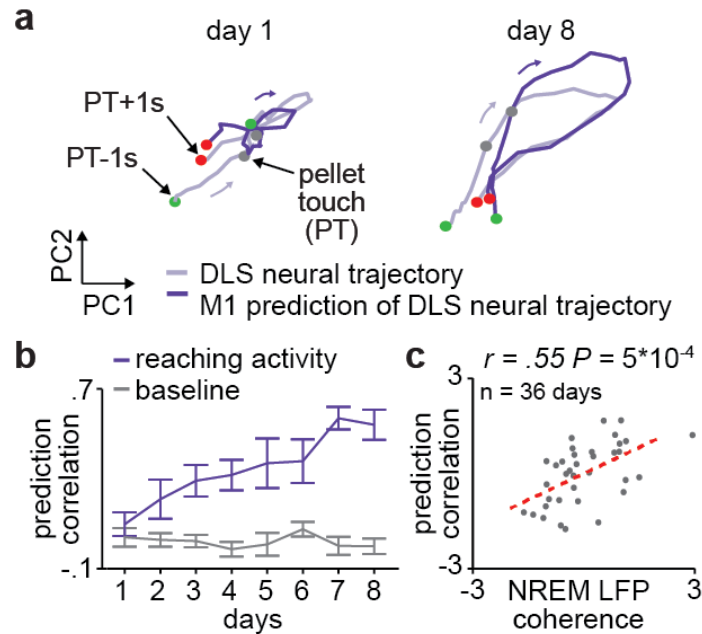 a
day 1
day 8
PT+1s
PT-1s
pellet
touch
(PT)
PC2
PC1
DLS neural trajectory
M1 prediction of DLS neural trajectory
b
reaching activity
baseline
.7
prediction
correlation
-.1
1 2 3 4 5 6 7 8
days
c
r = .55 P = 5*10-4
n = 36 days
3
prediction
correlation
-3
-3
3
NREM LFP
coherence